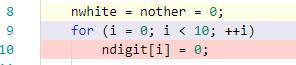 8 nwhite = nother = 0;
9 for (i = 0; i < 10; ++i)
10 ndigit[i] = 0;